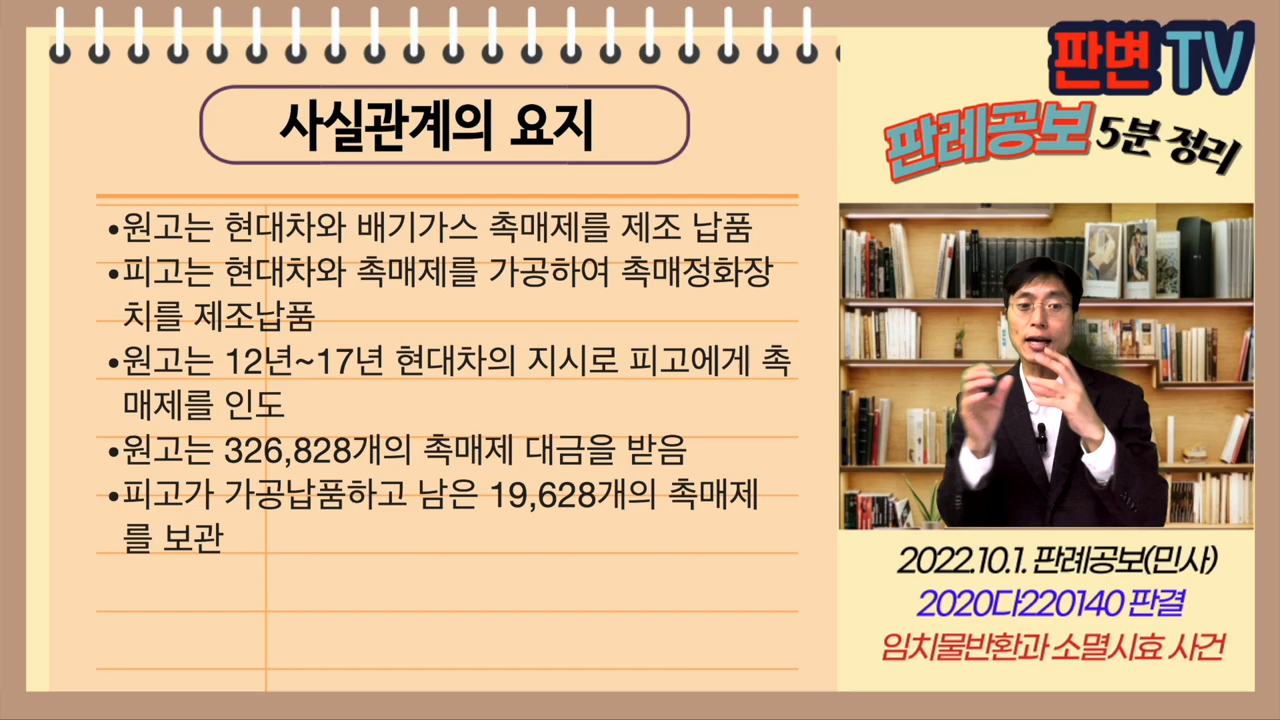 사실관계의 요지
•원고는 현대차와 배기가스 촉매제를 제조 납품
•피고는 현대차와 촉매제를 가공하여 촉매정화장
치를 제조납품
•원고는 12년~17년 현대차의 지시로 피고에게 촉
매제를 인도
•원고는 326,828개의 촉매제 대금을 받음
•피고가 가공납품하고 남은 19,628개의 촉매제
를 보관
판변 TV
판례공보 5분 정리
2022.10.1. 판례공보(민사)
2020다220140 판결
임치물반환과 소멸시효 사건